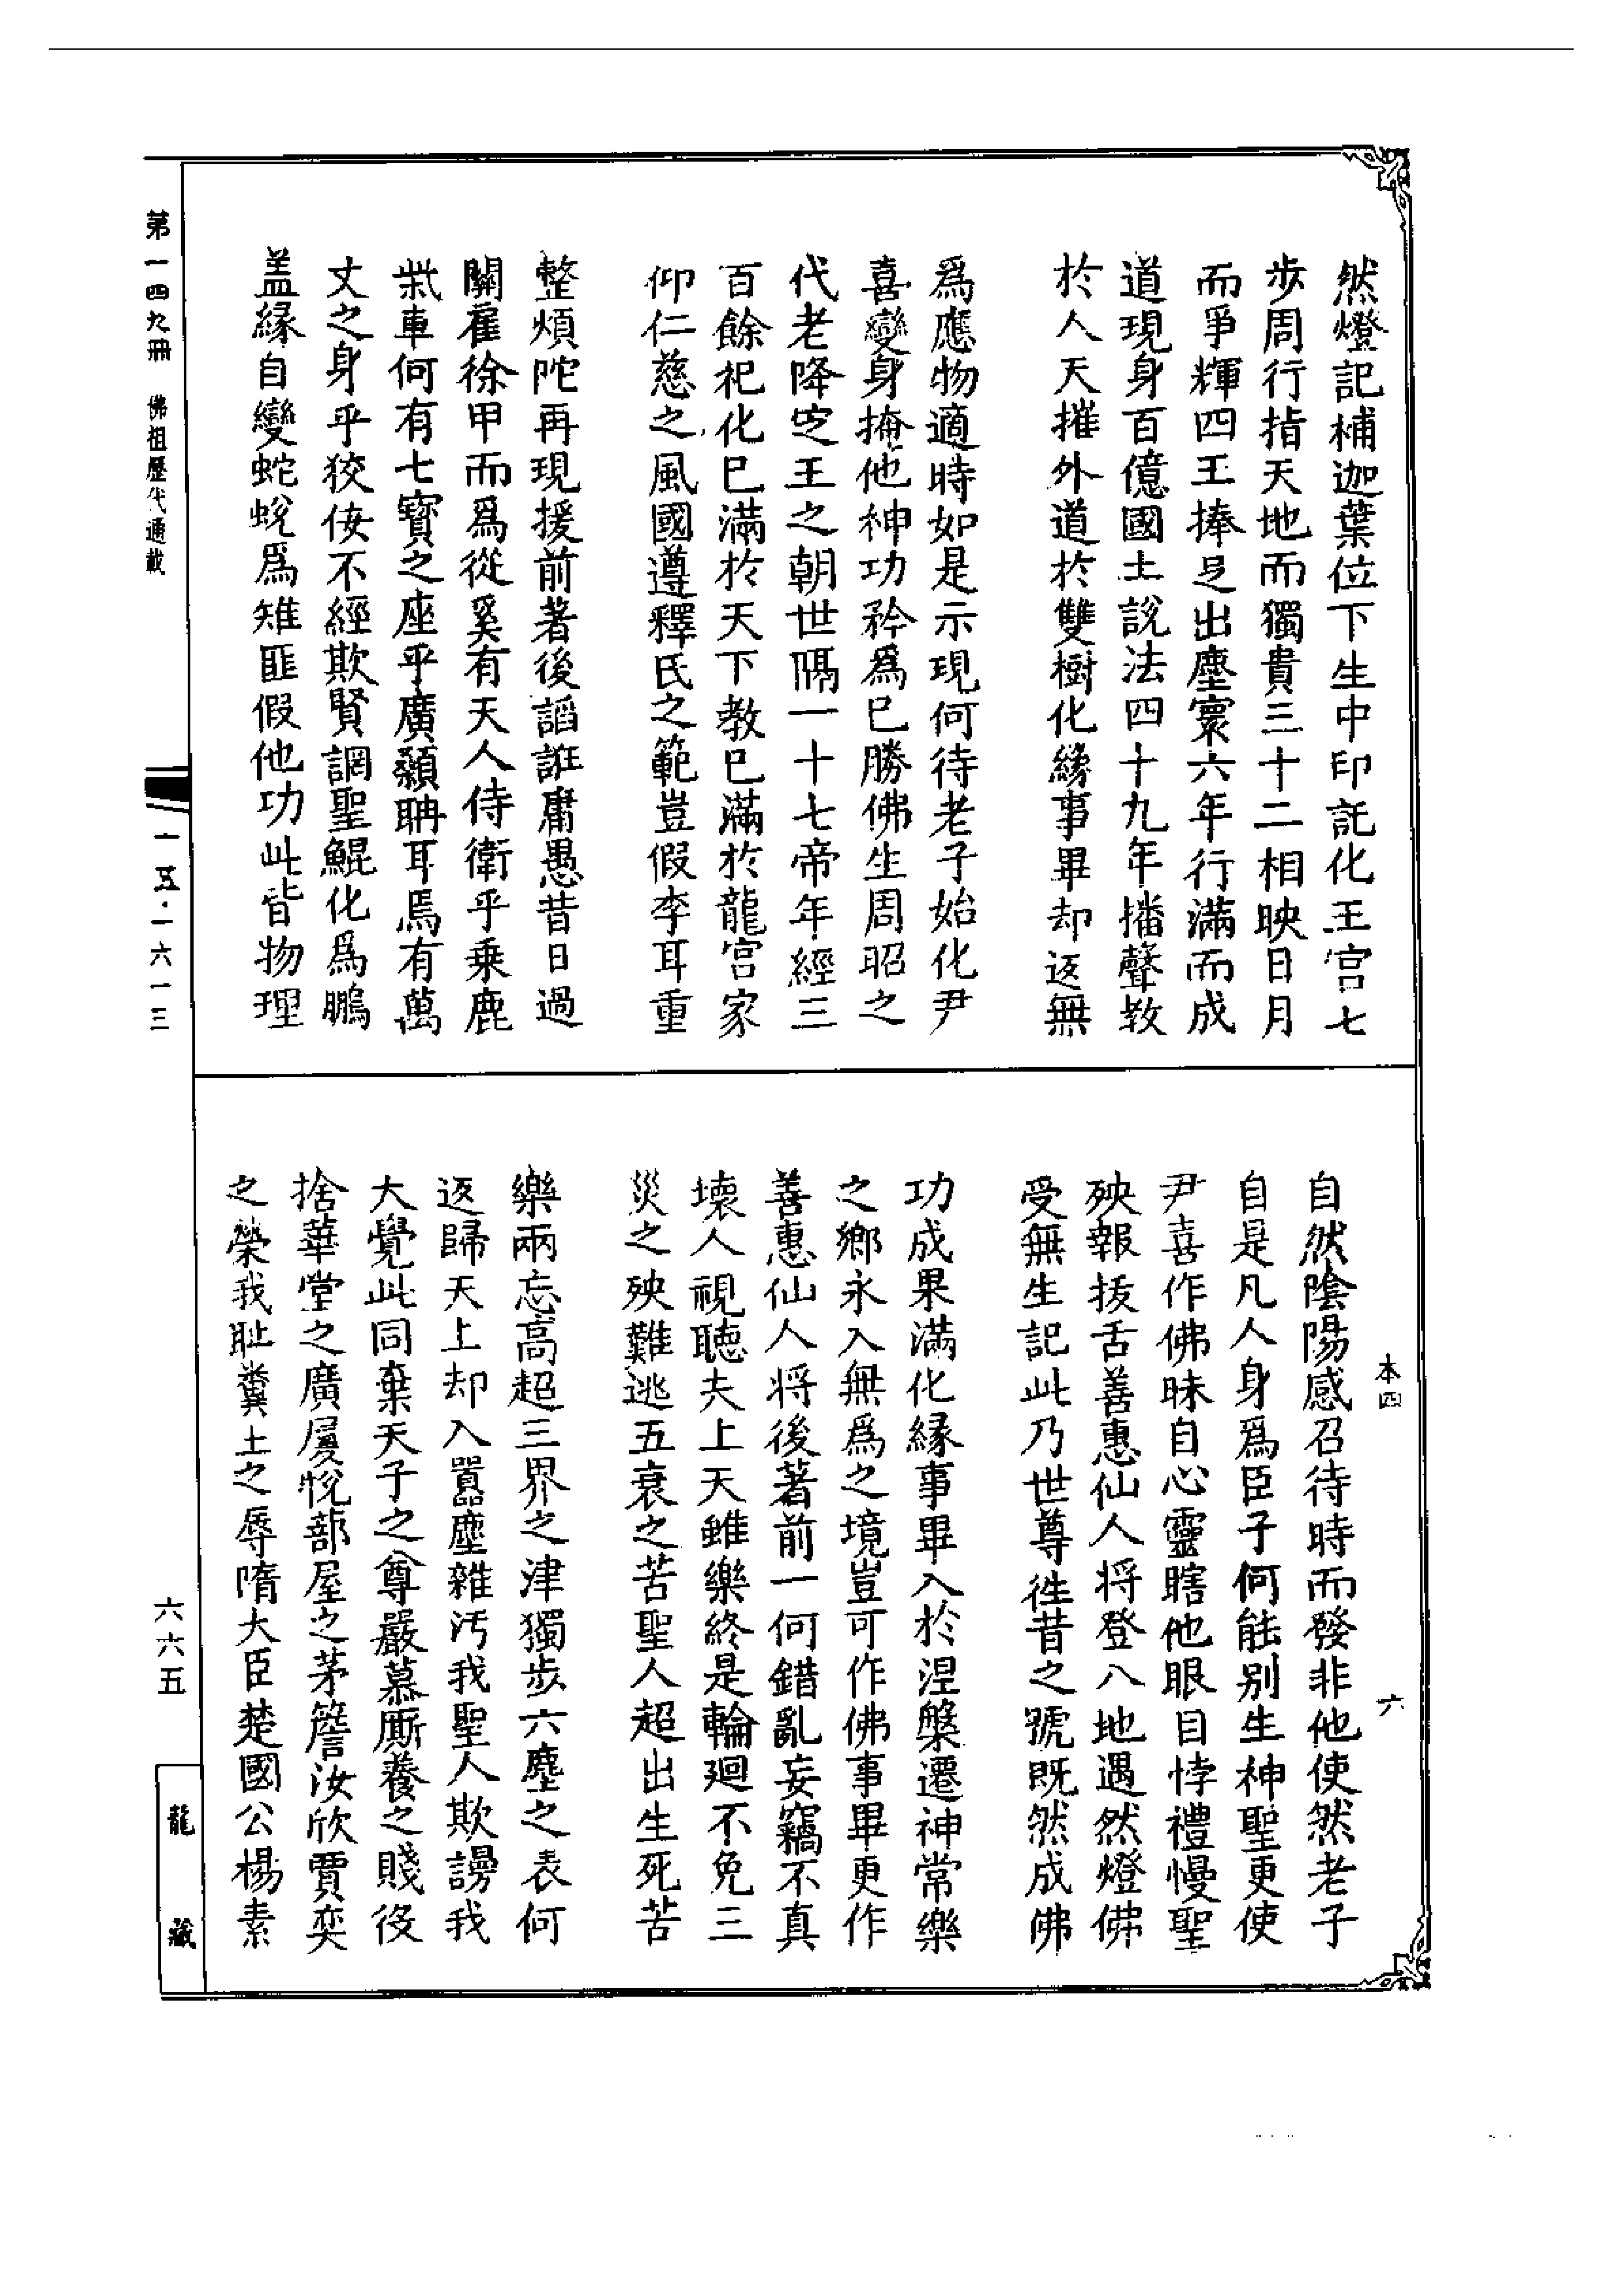 然燈記補迦葉位下生中印託化王宫七
步周行指天地而獨貴三十二相映日月
而爭輝四王捧足出塵寰六年行滿而成
道現身百億國土說法四十九年播聲教
於人天摧外道於雙樹化緣事畢却返無
爲應物適時如是示現何待老子始化尹
喜變身掩他神功矜爲已勝佛生周昭之
代老降定王之朝世隔一十七帝年經三
百餘祀化已滿於天下教已滿於龍宮家
仰仁慈之風國遵釋氏之範豈假李耳重
整煩陀再現援前著後謟誑庸愚昔日過
關雇徐甲而爲從奚有天人侍衛乎乗鹿
柴車何有七寶之座乎廣顙聃耳焉有萬
丈之身乎狡侫不經欺賢謂聖鯤化爲鵬
盖緣自變蛇蛻爲雉匪假他功此皆物理
自然陰陽感召待時而發非他使然老子
自是凡人身爲臣子何能别生神聖更使
尹喜作佛昧自心靈瞎他眼目悖禮慢聖
殃報拔舌善惠仙人将登八地遇然燈佛
受無生記此乃世尊徃昔之號既然成佛
功成果滿化緣事畢入於涅槃遷神常樂
之鄉永入無爲之境豈可作佛事畢更作
善惠仙人将後著前一何錯亂妄竊不真
壞人視聽夫上天雖樂終是輪廻不免三
災之殃難逃五衰之苦聖人超出生死苦
樂兩忘高超三界之津獨步六塵之表何
返歸天上却入嚚塵雜汚我聖人欺謗我
大覺此同棄天子之尊嚴慕厮養之賤役
捨華堂之廣厦悅蔀屋之茅簷汝欣賈奕
之榮我耻糞土之辱隋大臣楚國公楊素
本四
六
第一四九冊 佛祖歷代通載
一五·一六一三
六六五
龍藏